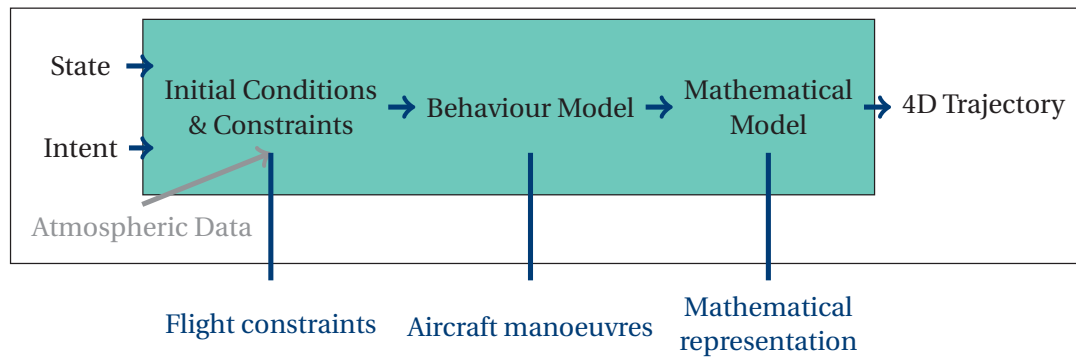 State
Intent
Atmospheric Data
Initial Conditions
& Constraints
Behaviour Model
Mathematical
Model
4D Trajectory
Flight constraints
Aircraft manoeuvres
Mathematical
representation